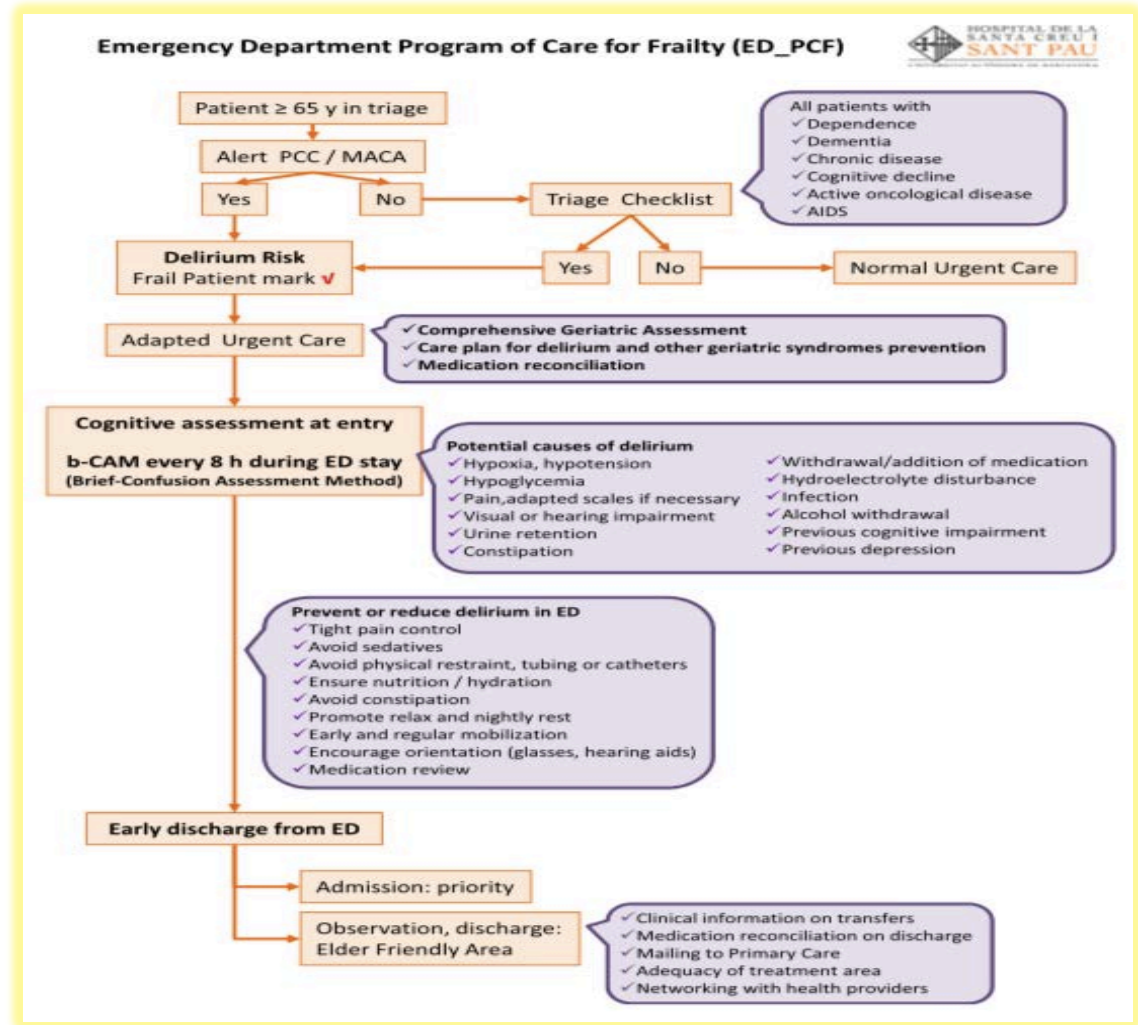 Emergency Department Program of Care for Frailty (ED_PCF)
HOSPITAL DE LA
SANTA CREU I
SANT PAU
UNIVERSITAT AUTÒNOMA DE BARCELONA
Patient ≥ 65 y in triage
Alert PCC / MACA
Yes
No
Triage Checklist
All patients with
✓Dependence
✓Dementia
✓Chronic disease
✓Cognitive decline
✓Active oncological disease
✓AIDS
Delirium Risk
Frail Patient mark √
Yes
No
Normal Urgent Care
Adapted Urgent Care
✓Comprehensive Geriatric Assessment
✓Care plan for delirium and other geriatric syndromes prevention
✓Medication reconciliation
Cognitive assessment at entry
b-CAM every 8 h during ED stay
(Brief-Confusion Assessment Method)
Potential causes of delirium
✓Hypoxia, hypotension
✓Hypoglycemia
✓Pain,adapted scales if necessary
✓Visual or hearing impairment
✓Urine retention
✓Constipation
✓Withdrawal/addition of medication
✓Hydroelectrolyte disturbance
✓Infection
✓Alcohol withdrawal
✓Previous cognitive impairment
✓Previous depression
Prevent or reduce delirium in ED
✓Tight pain control
✓Avoid sedatives
✓Avoid physical restraint, tubing or catheters
✓Ensure nutrition / hydration
✓Avoid constipation
✓Promote relax and nightly rest
✓Early and regular mobilization
✓Encourage orientation (glasses, hearing aids)
✓Medication review
Early discharge from ED
Admission: priority
Observation, discharge:
Elder Friendly Area
✓Clinical information on transfers
✓Medication reconciliation on discharge
✓Mailing to Primary Care
✓Adequacy of treatment area
✓Networking with health providers